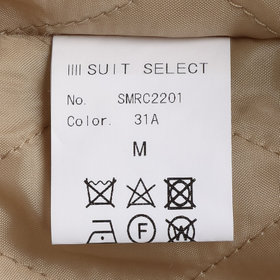 SUIT SELECT
No. SMRC2201
Color. 31A
M
F